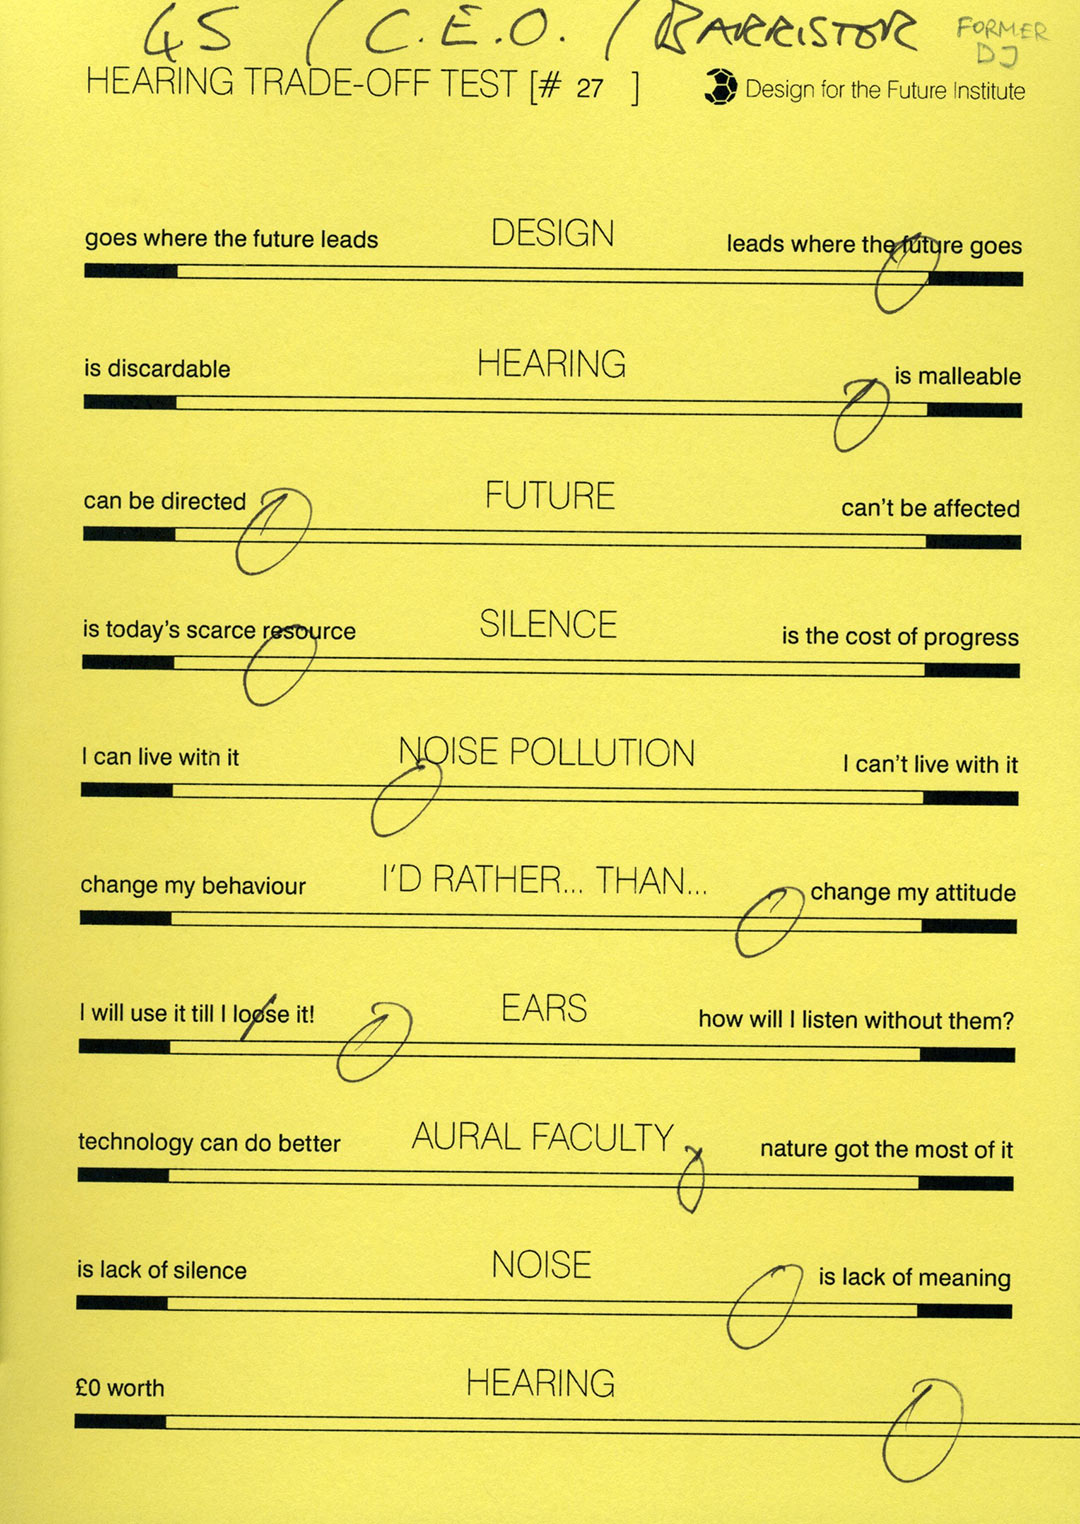 45 / C.E.O. / BARRISTOR FORMER DJ
HEARING TRADE-OFF TEST [# 27 ] Design for the Future Institute
DESIGN
goes where the future leads leads where the future goes
HEARING
is discardable is malleable
FUTURE
can be directed can't be affected
SILENCE
is today's scarce resource is the cost of progress
NOISE POLLUTION
I can live with it I can't live with it
I'D RATHER... THAN...
change my behaviour change my attitude
EARS
I will use it till I loose it! how will I listen without them?
AURAL FACULTY
technology can do better nature got the most of it
NOISE
is lack of silence is lack of meaning
HEARING
£0 worth